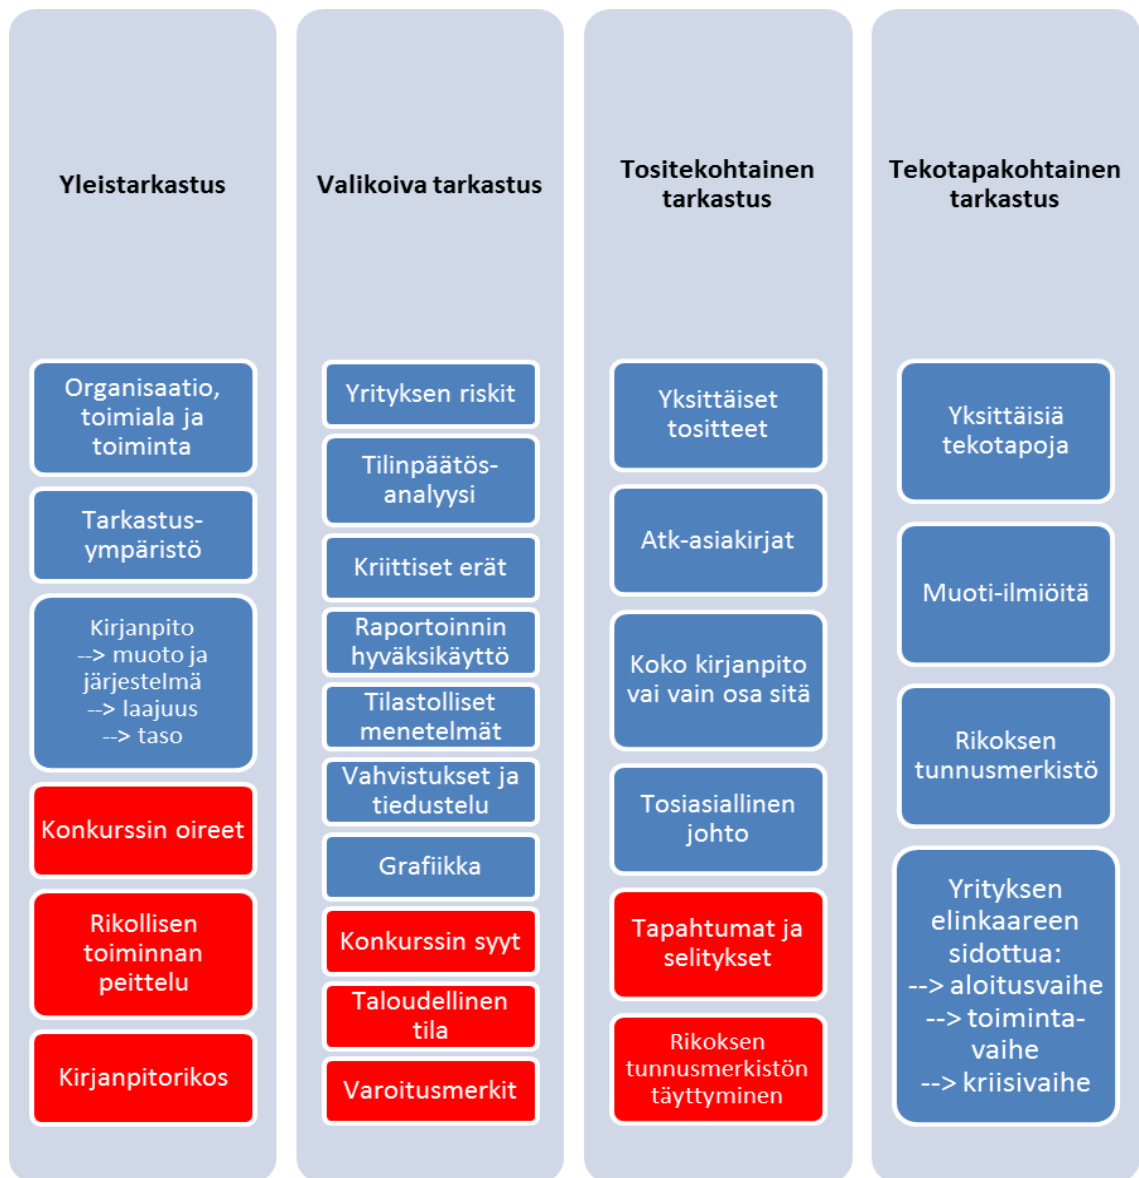 Yleistarkastus
Organisaatio,
toimiala ja
toiminta
Tarkastus-
ympäristö
Kirjanpito
--> muoto ja
järjestelmä
--> laajuus
--> taso
Konkurssin oireet
Rikollisen
toiminnan
peittelu
Kirjanpitorikos
Valikoiva tarkastus
Yrityksen riskit
Tilinpäätös-
analyysi
Kriittiset erät
Raportoinnin
hyväksikäyttö
Tilastolliset
menetelmät
Vahvistukset ja
tiedustelu
Grafiikka
Konkurssin syyt
Taloudellinen
tila
Varoitusmerkit
Tositekohtainen
tarkastus
Yksittäiset
tositteet
Atk-asiakirjat
Koko kirjanpito
vai vain osa sitä
Tosiasiallinen
johto
Tapahtumat ja
selitykset
Rikoksen
tunnusmerkistön
täyttyminen
Tekotapakohtainen
tarkastus
Yksittäisiä
tekotapoja
Muoti-ilmiöitä
Rikoksen
tunnusmerkistö
Yrityksen
elinkaareen
sidottua:
--> aloitusvaihe
--> toiminta-
vaihe
--> kriisivaihe